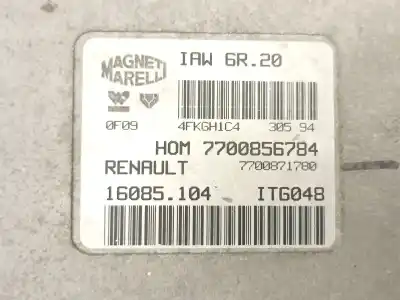 MAGNETI MARELLI
IAW 6R.20
0F09 4FKGH1C4 305 94
HOM 7700856784
RENAULT 7700871780
16085.104 ITG048